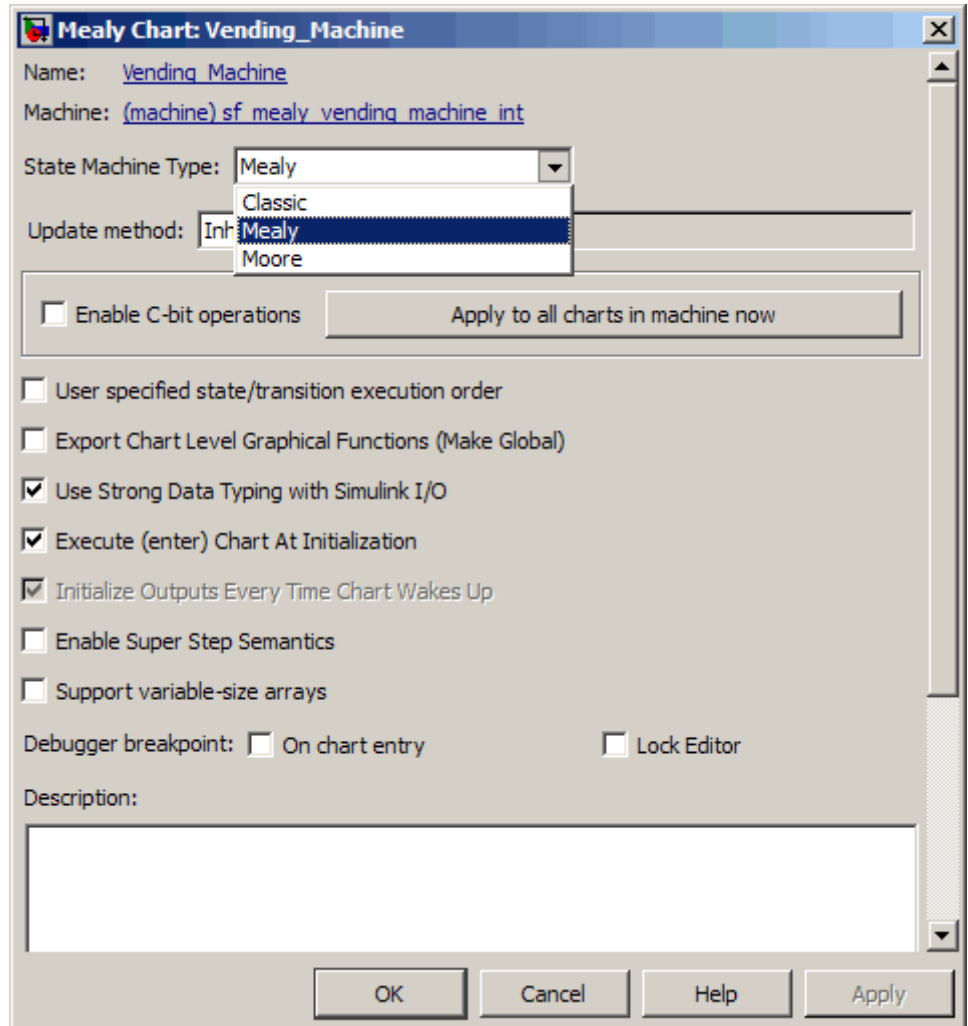 Mealy Chart: Vending_Machine
Name: Vending_Machine
Machine: (machine) sf_mealy_vending_machine_int
State Machine Type: Mealy
Classic
Update method: Inh Mealy
Moore
Enable C-bit operations Apply to all charts in machine now
User specified state/transition execution order
Export Chart Level Graphical Functions (Make Global)
Use Strong Data Typing with Simulink I/O
Execute (enter) Chart At Initialization
Initialize Outputs Every Time Chart Wakes Up
Enable Super Step Semantics
Support variable-size arrays
Debugger breakpoint: On chart entry Lock Editor
Description:
OK Cancel Help Apply